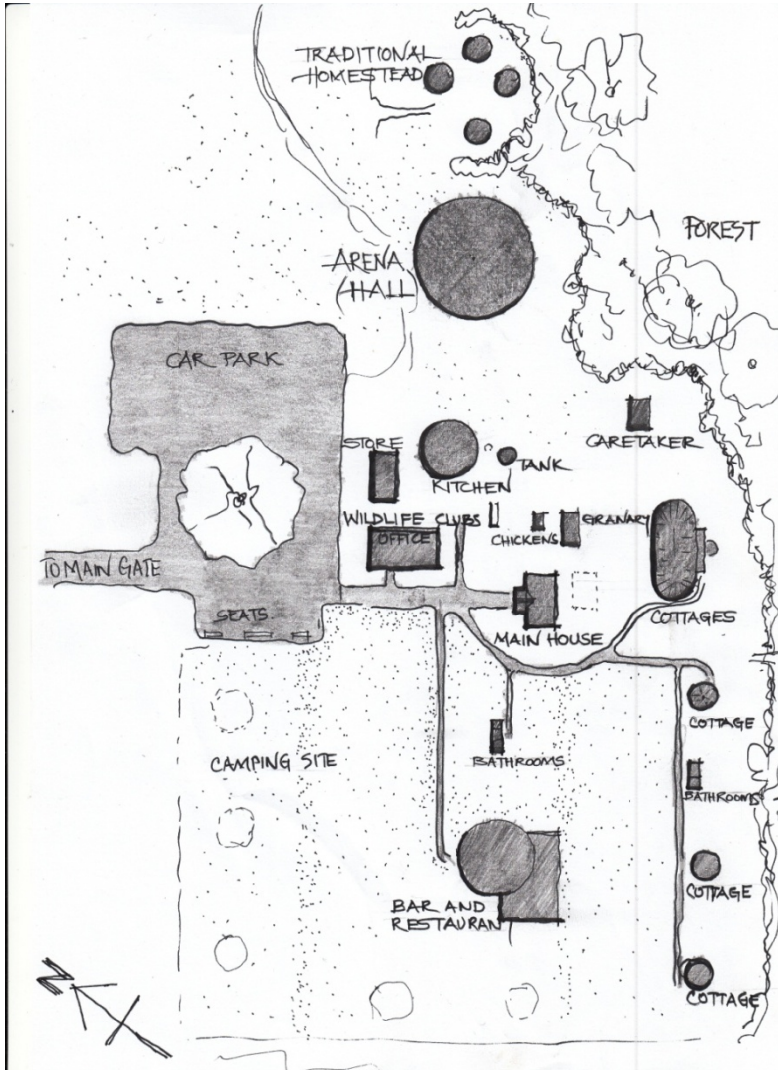 TRADITIONAL
HOMESTEAD
FOREST
ARENA
(HALL)
CAR PARK
CARETAKER
STORE
TANK
KITCHEN
WILDLIFE CLUBS
OFFICE
CHICKENS
GRANARY
TO MAIN GATE
SEATS
MAIN HOUSE
COTTAGES
COTTAGE
BATHROOMS
CAMPING SITE
BATHROOMS
COTTAGE
BAR AND
RESTAURAN
COTTAGE
N